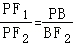 PF₁/PF₂ = PB/BF₂